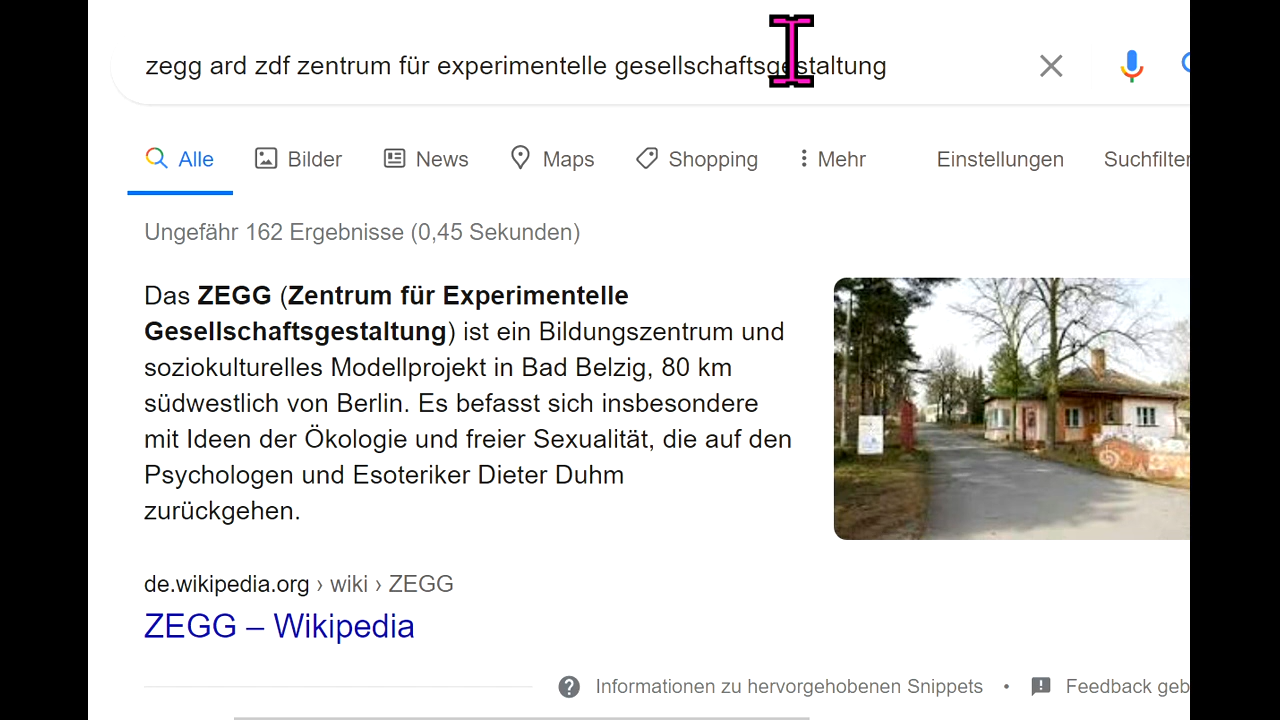 zegg ard zdf zentrum für experimentelle gesellschaftsgestaltung
Alle Bilder News Maps Shopping Mehr Einstellungen Suchfilter
Ungefähr 162 Ergebnisse (0,45 Sekunden)
Das ZEGG (Zentrum für Experimentelle
Gesellschaftsgestaltung) ist ein Bildungszentrum und
soziokulturelles Modellprojekt in Bad Belzig, 80 km
südwestlich von Berlin. Es befasst sich insbesondere
mit Ideen der Ökologie und freier Sexualität, die auf den
Psychologen und Esoteriker Dieter Duhm
zurückgehen.
de.wikipedia.org › wiki › ZEGG
ZEGG – Wikipedia
Informationen zu hervorgehobenen Snippets • Feedback geb